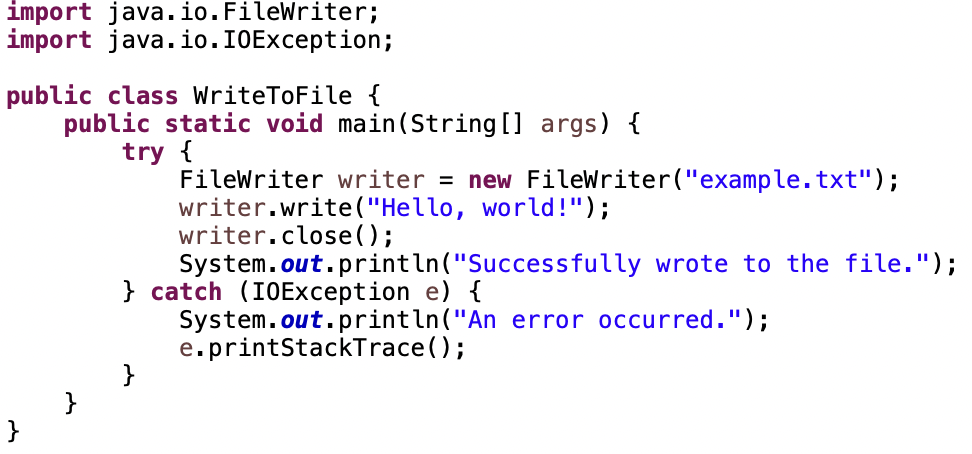 import java.io.FileWriter;
import java.io.IOException;

public class WriteToFile {
    public static void main(String[] args) {
        try {
            FileWriter writer = new FileWriter("example.txt");
            writer.write("Hello, world!");
            writer.close();
            System.out.println("Successfully wrote to the file.");
        } catch (IOException e) {
            System.out.println("An error occurred.");
            e.printStackTrace();
        }
    }
}